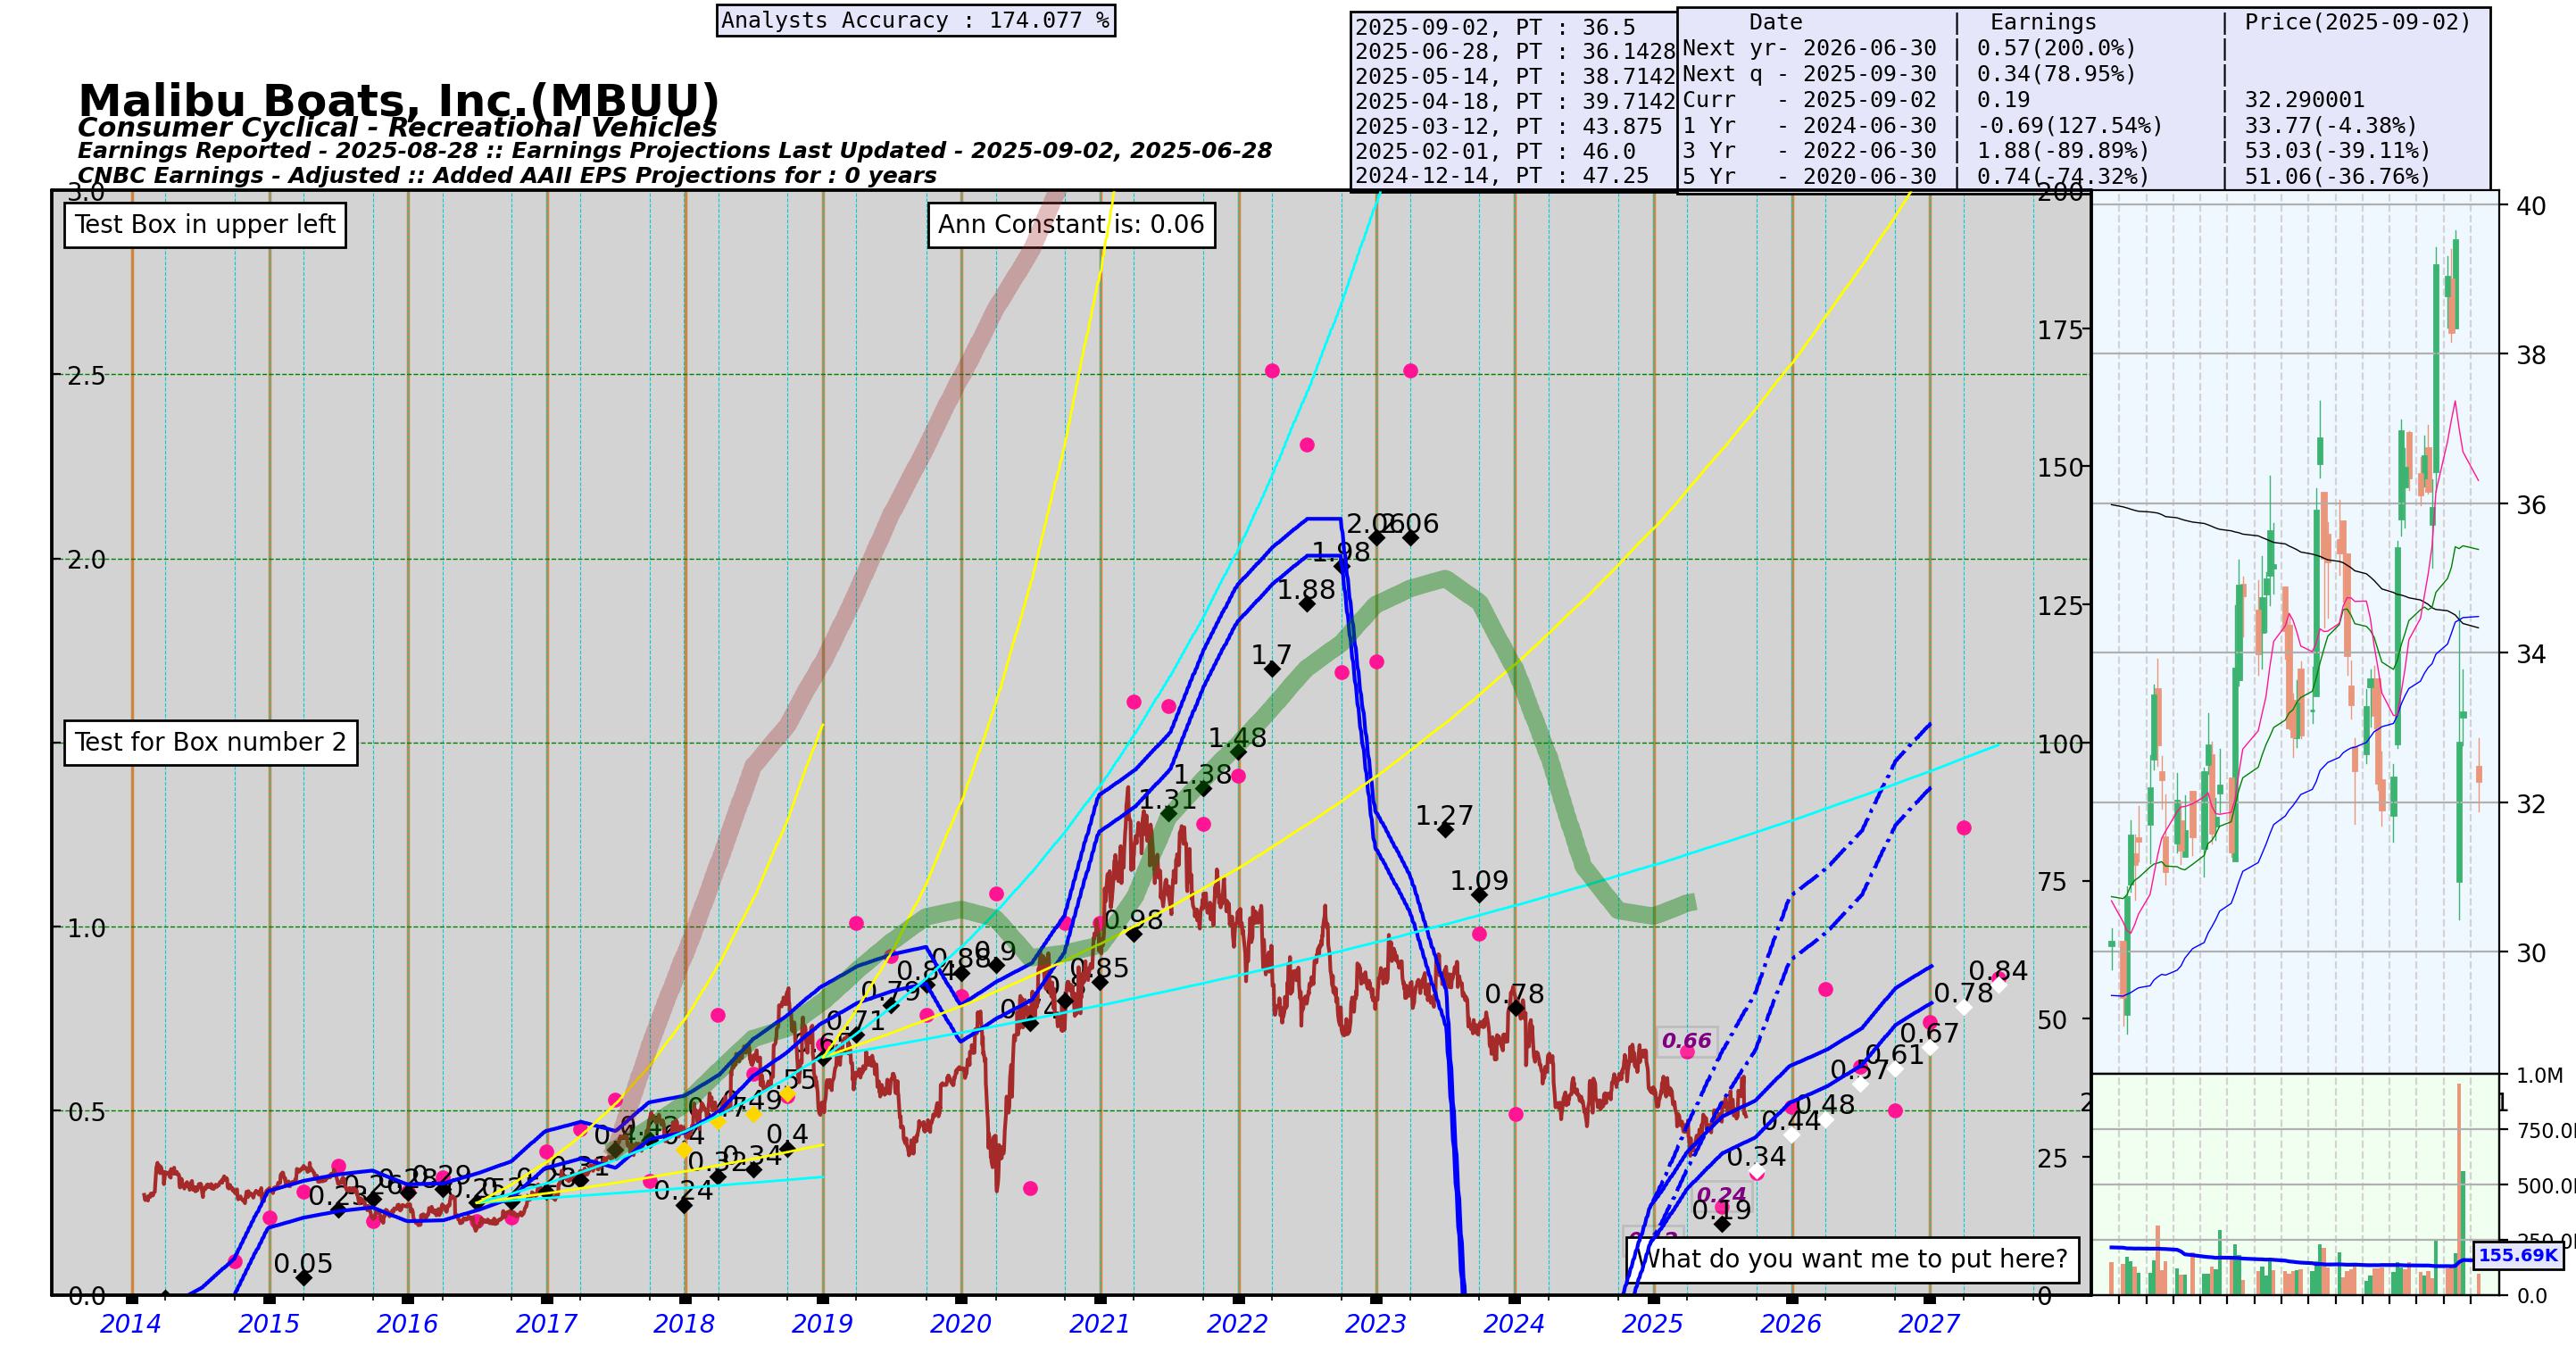 Analysts Accuracy : 174.077 %
2025-09-02, PT : 36.5
2025-06-28, PT : 36.1428
2025-05-14, PT : 38.7142
2025-04-18, PT : 39.7142
2025-03-12, PT : 43.875
2025-02-01, PT : 46.0
2024-12-14, PT : 47.25
Date | Earnings | Price(2025-09-02)
Next yr- 2026-06-30 | 0.57(200.0%) |
Next q - 2025-09-30 | 0.34(78.95%) |
Curr - 2025-09-02 | 0.19 | 32.290001
1 Yr - 2024-06-30 | -0.69(127.54%) | 33.77(-4.38%)
3 Yr - 2022-06-30 | 1.88(-89.89%) | 53.03(-39.11%)
5 Yr - 2020-06-30 | 0.74(-74.32%) | 51.06(-36.76%)
Malibu Boats, Inc.(MBUU)
Consumer Cyclical - Recreational Vehicles
Earnings Reported - 2025-08-28 :: Earnings Projections Last Updated - 2025-09-02, 2025-06-28
CNBC Earnings - Adjusted :: Added AAII EPS Projections for : 0 years
Test Box in upper left
Ann Constant is: 0.06
Test for Box number 2
What do you want me to put here?
3.0
2.5
2.0
1.0
0.5
0.0
200
175
150
125
100
75
50
25
0
40
38
36
34
32
30
1.0M
750.0
500.0
250.0
0.0
155.69K
0.05
0.23
0.29
0.24
0.34
0.4
0.55
0.71
0.79
0.84
0.9
0.85
0.98
1.31
1.38
1.48
1.7
1.88
1.98
2.06
2.06
1.27
1.09
0.78
0.66
0.24
0.19
0.34
0.44
0.48
0.57
0.61
0.67
0.78
0.84
2014 2015 2016 2017 2018 2019 2020 2021 2022 2023 2024 2025 2026 2027